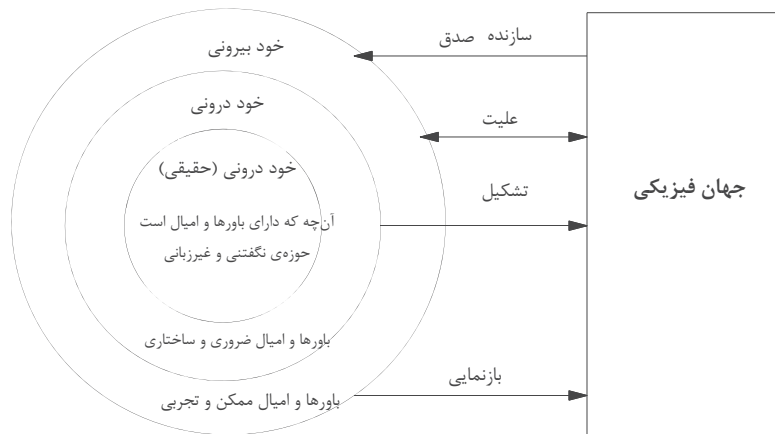 خود بیرونی
سازنده صدق
خود درونی
علیت
خود درونی (حقیقی)
تشکیل
جهان فیزیکی
آن‌چه که دارای باورها و امیال است
حوزه‌ی نگفتنی و غیرزبانی
باورها و امیال ضروری و ساختاری
بازنمایی
باورها و امیال ممکن و تجربی